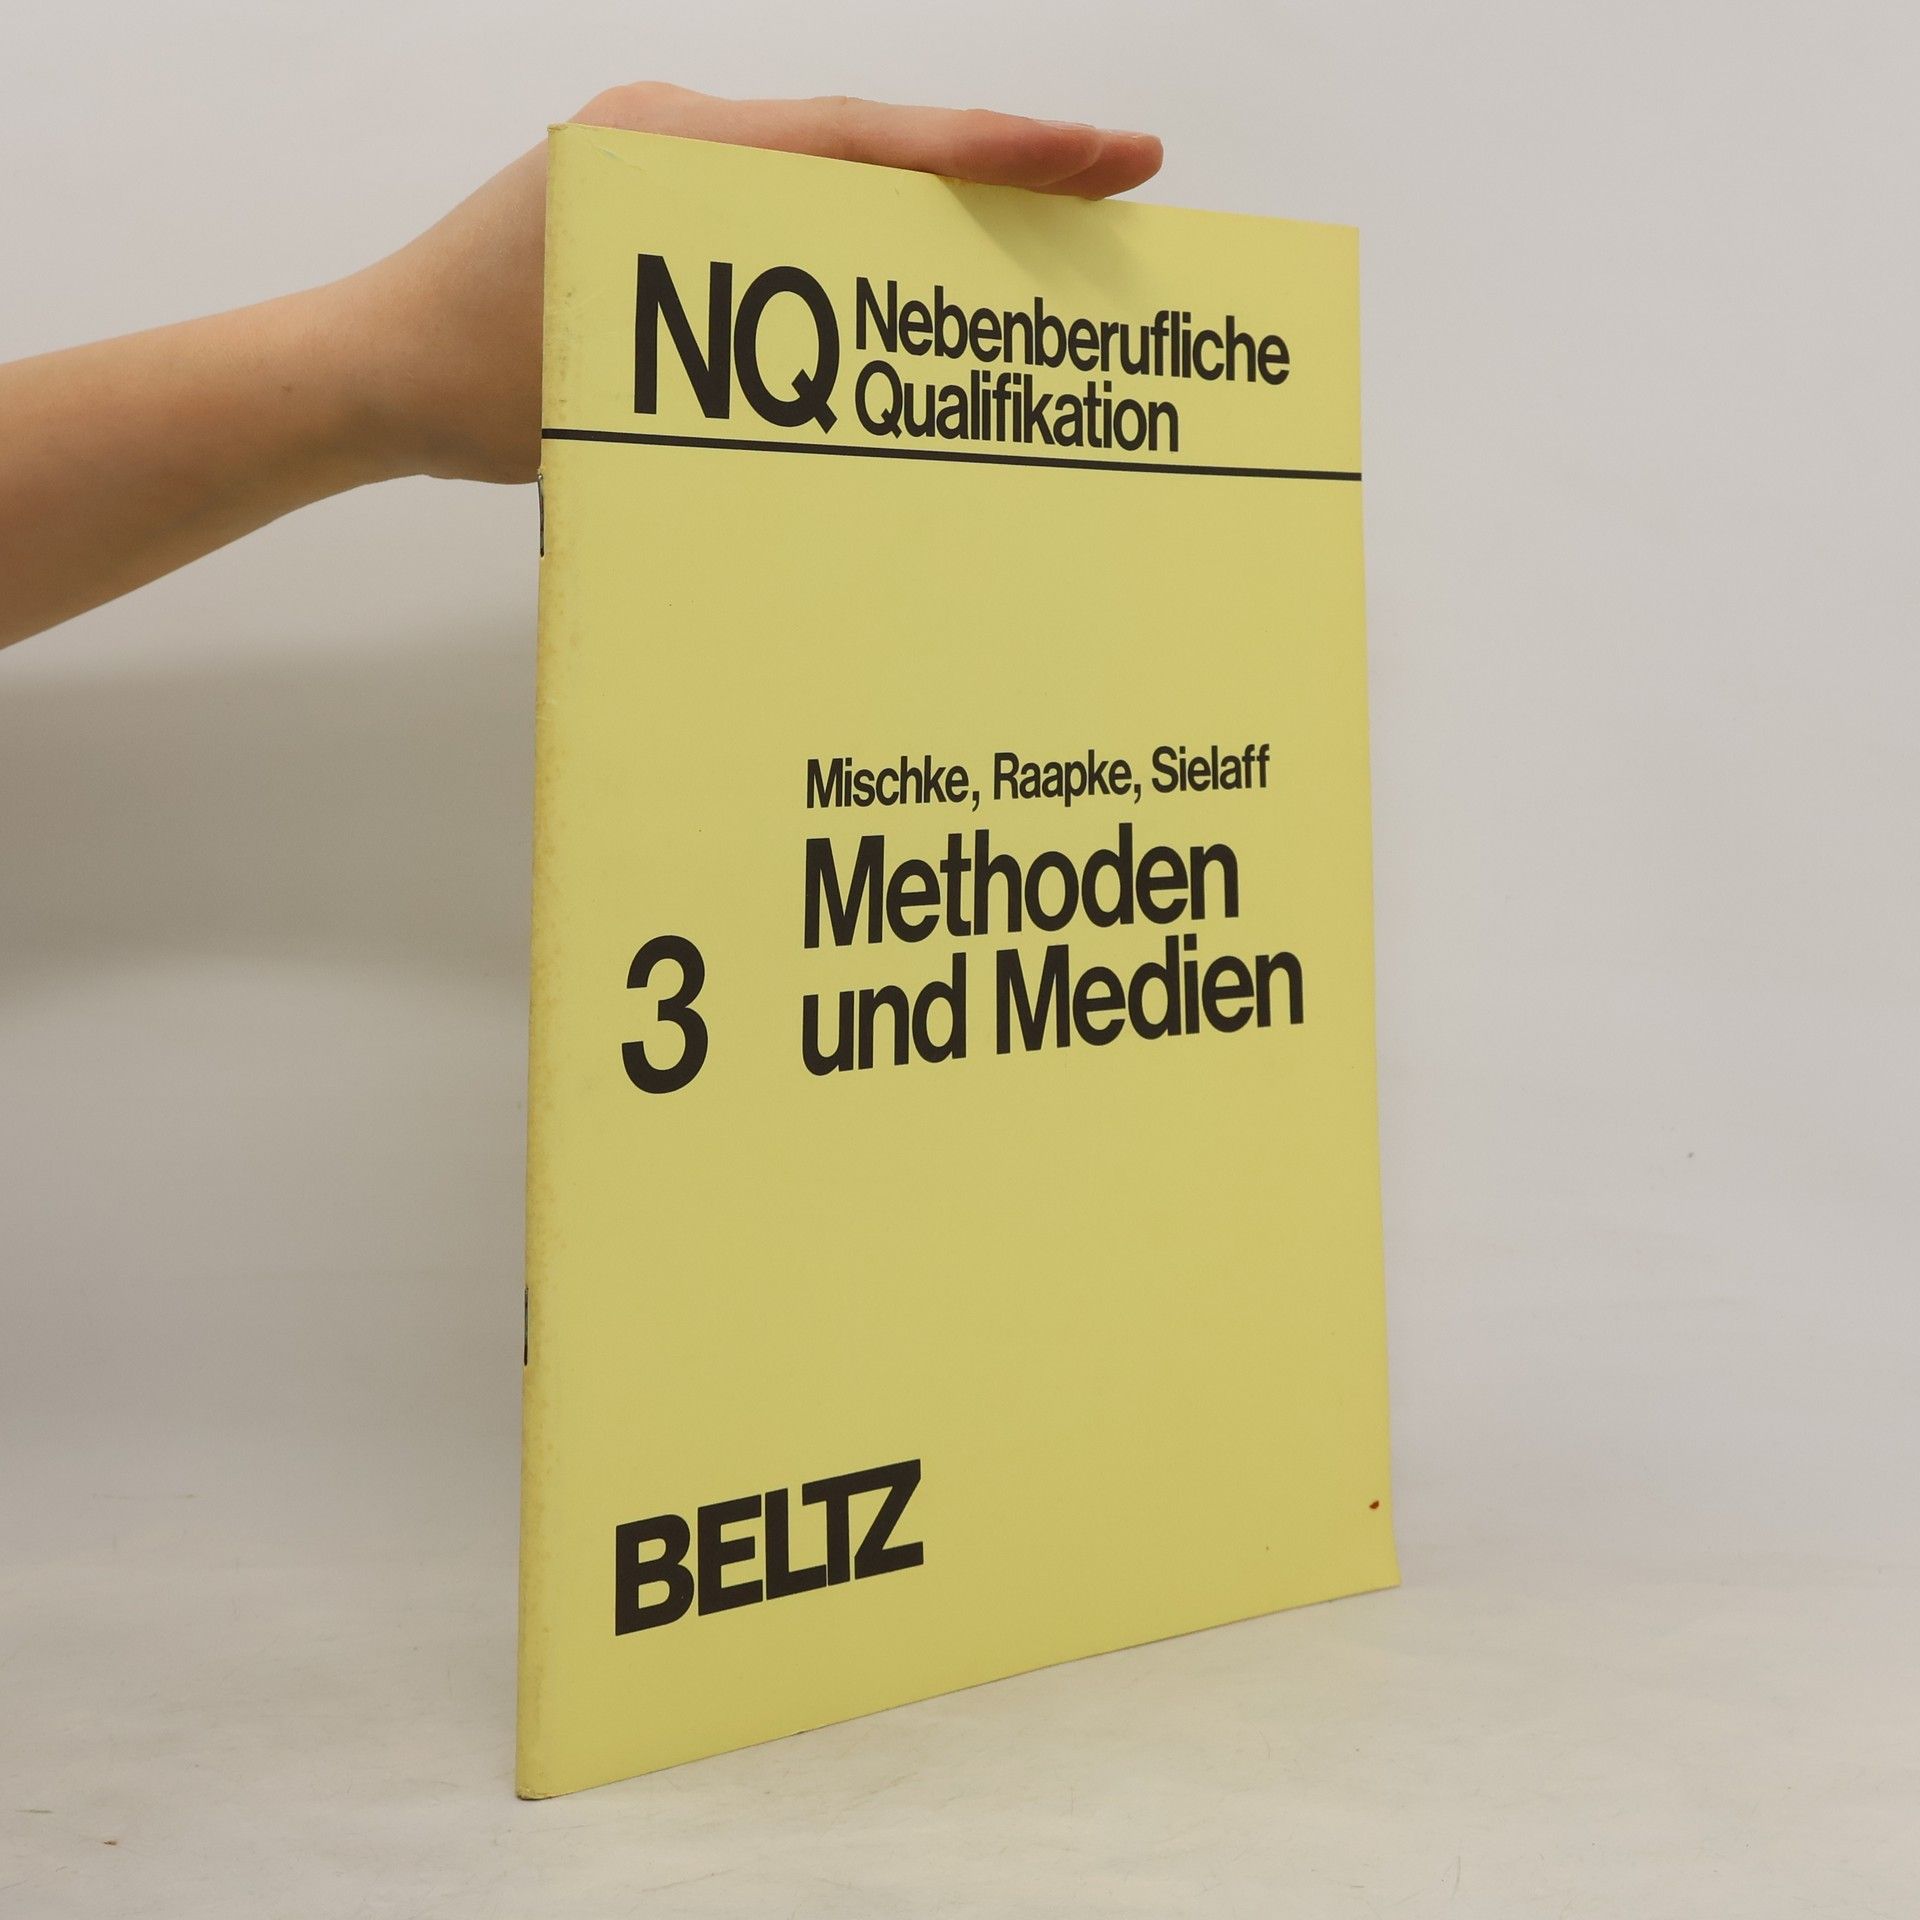 NQ Nebenberufliche
Qualifikation
Mischke, Raapke, Sielaff
Methoden
3 und Medien
BELTZ